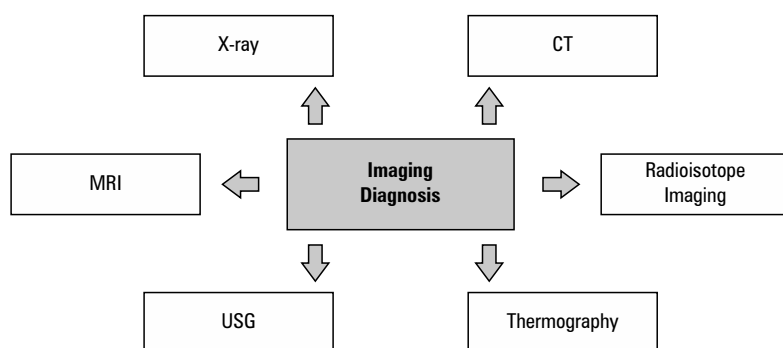 X-ray
CT
MRI
Imaging
Diagnosis
Radioisotope
Imaging
USG
Thermography